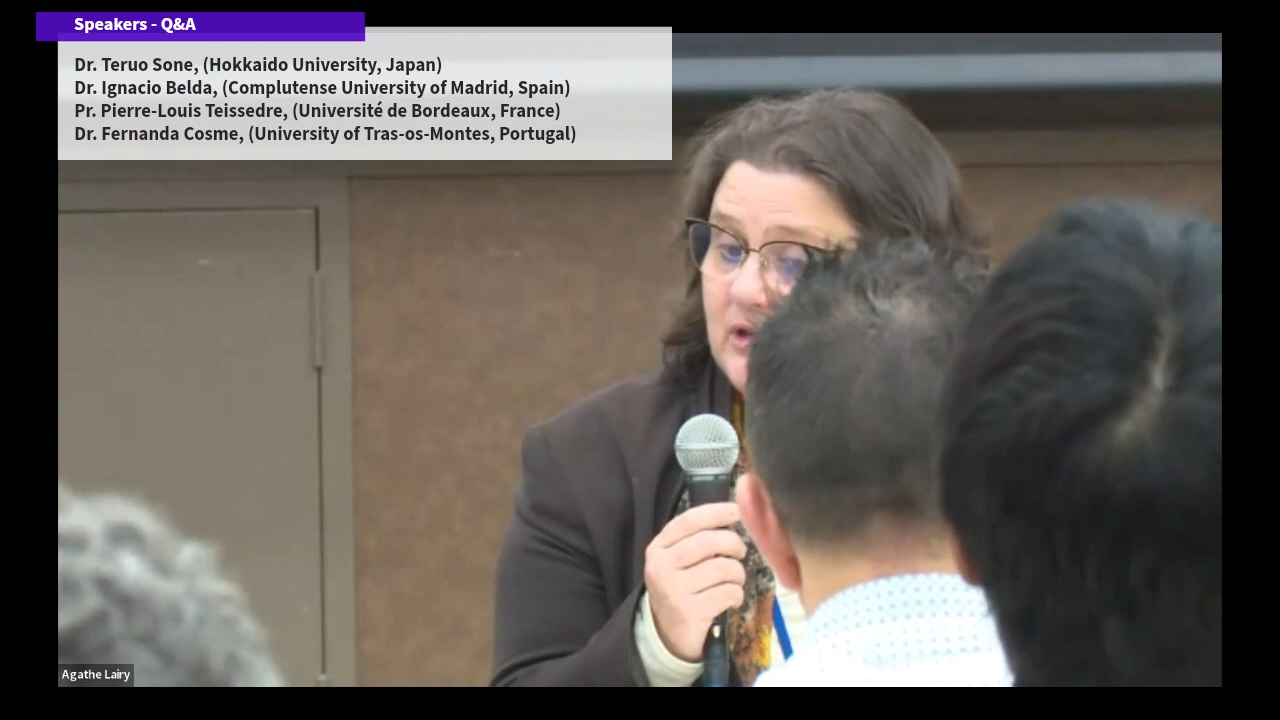 Speakers - Q&A
Dr. Teruo Sone, (Hokkaido University, Japan)
Dr. Ignacio Belda, (Complutense University of Madrid, Spain)
Pr. Pierre-Louis Teissedre, (Université de Bordeaux, France)
Dr. Fernanda Cosme, (University of Tras-os-Montes, Portugal)
Agathe Lairy